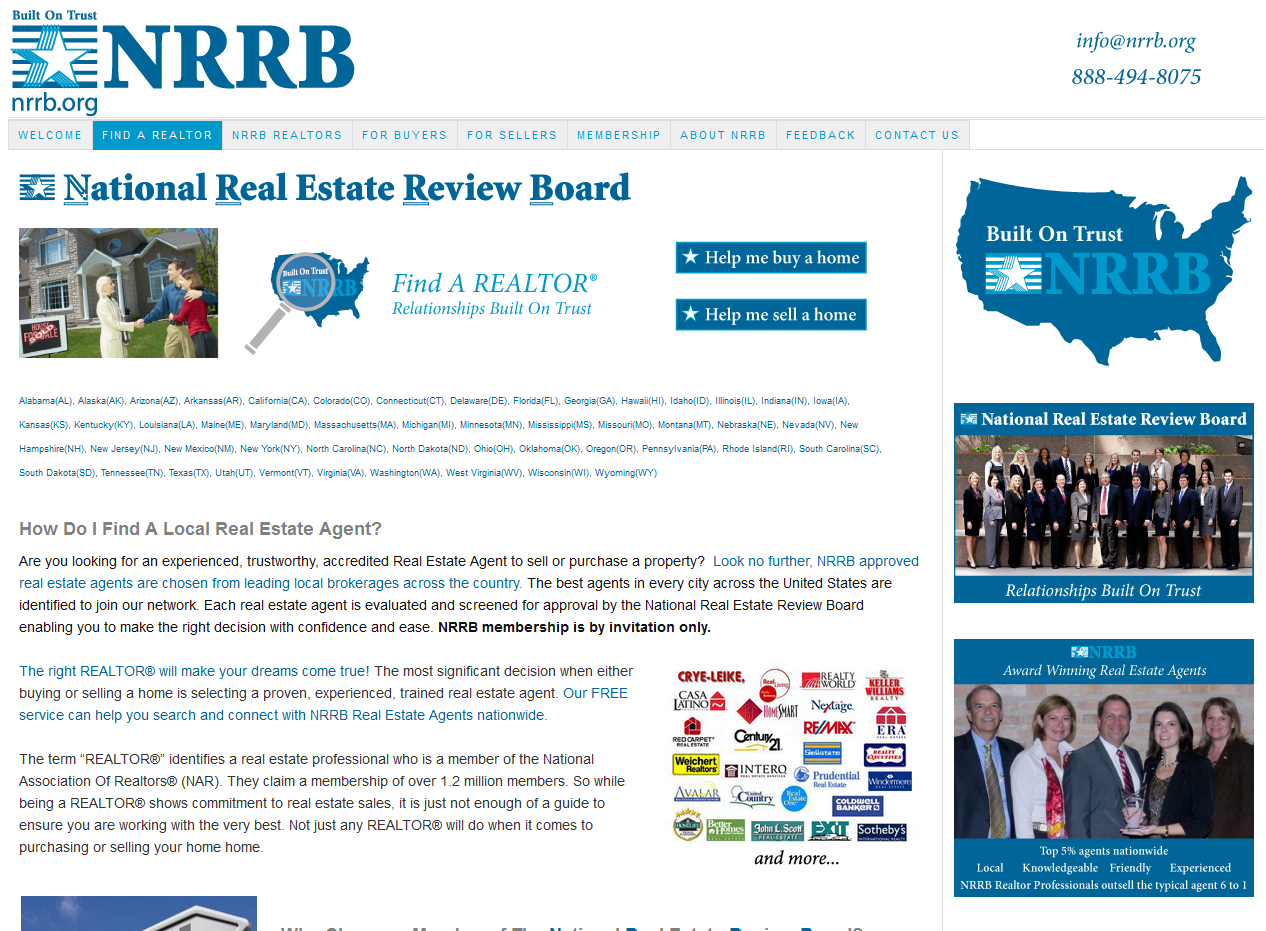 Built On Trust
NRRB
nrrb.org
info@nrrb.org
888-494-8075
WELCOME
FIND A REALTOR
NRRB REALTORS
FOR BUYERS
FOR SELLERS
MEMBERSHIP
ABOUT NRRB
FEEDBACK
CONTACT US
National Real Estate Review Board
HOUSE
FOR SALE
SOLD
Built On Trust
NRRB
Find A REALTOR®
Relationships Built On Trust
Help me buy a home
Help me sell a home
Alabama(AL), Alaska(AK), Arizona(AZ), Arkansas(AR), California(CA), Colorado(CO), Connecticut(CT), Delaware(DE), Florida(FL), Georgia(GA), Hawaii(HI), Idaho(ID), Illinois(IL), Indiana(IN), Iowa(IA),
Kansas(KS), Kentucky(KY), Louisiana(LA), Maine(ME), Maryland(MD), Massachusetts(MA), Michigan(MI), Minnesota(MN), Mississippi(MS), Missouri(MO), Montana(MT), Nebraska(NE), Nevada(NV), New
Hampshire(NH), New Jersey(NJ), New Mexico(NM), New York(NY), North Carolina(NC), North Dakota(ND), Ohio(OH), Oklahoma(OK), Oregon(OR), Pennsylvania(PA), Rhode Island(RI), South Carolina(SC),
South Dakota(SD), Tennessee(TN), Texas(TX), Utah(UT), Vermont(VT), Virginia(VA), Washington(WA), West Virginia(WV), Wisconsin(WI), Wyoming(WY)
How Do I Find A Local Real Estate Agent?
Are you looking for an experienced, trustworthy, accredited Real Estate Agent to sell or purchase a property? Look no further, NRRB approved
real estate agents are chosen from leading local brokerages across the country. The best agents in every city across the United States are
identified to join our network. Each real estate agent is evaluated and screened for approval by the National Real Estate Review Board
enabling you to make the right decision with confidence and ease. NRRB membership is by invitation only.
The right REALTOR® will make your dreams come true! The most significant decision when either
buying or selling a home is selecting a proven, experienced, trained real estate agent. Our FREE
service can help you search and connect with NRRB Real Estate Agents nationwide.
The term “REALTOR®” identifies a real estate professional who is a member of the National
Association Of Realtors® (NAR). They claim a membership of over 1.2 million members. So while
being a REALTOR® shows commitment to real estate sales, it is just not enough of a guide to
ensure you are working with the very best. Not just any REALTOR® will do when it comes to
purchasing or selling your home home.
CRYE-LEIKE.
Real Living
REALTY WORLD
KELLER WILLIAMS REALTY
CASA LATINO
HOMESMART
Nextage.
RE/MAX
ERA
REAL ESTATE
RED CARPET
REAL ESTATE
Century 21
Sellstate
REALTY EXECUTIVES
Weichert Realtors
INTERO
REAL ESTATE SERVICES
Prudential
Real Estate
Windermere
REAL ESTATE
AVALAR
United Country
Real Estate One
COLDWELL BANKER
HOMELIFE
Better Homes
REAL ESTATE
John L. Scott
REAL ESTATE
EXIT
Sotheby's
INTERNATIONAL REALTY
and more...
Built On Trust
NRRB
National Real Estate Review Board
Relationships Built On Trust
NRRB
Award Winning Real Estate Agents
Top 5% agents nationwide
Local Knowledgeable Friendly Experienced
NRRB Realtor Professionals outsell the typical agent 6 to 1